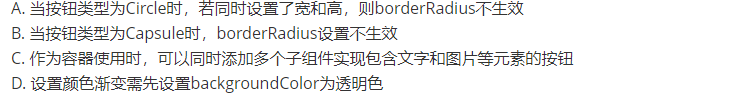 A. 当按钮类型为Circle时，若同时设置了宽和高，则borderRadius不生效
B. 当按钮类型为Capsule时，borderRadius设置不生效
C. 作为容器使用时，可以同时添加多个子组件实现包含文字和图片等元素的按钮
D. 设置颜色渐变需先设置backgroundColor为透明色